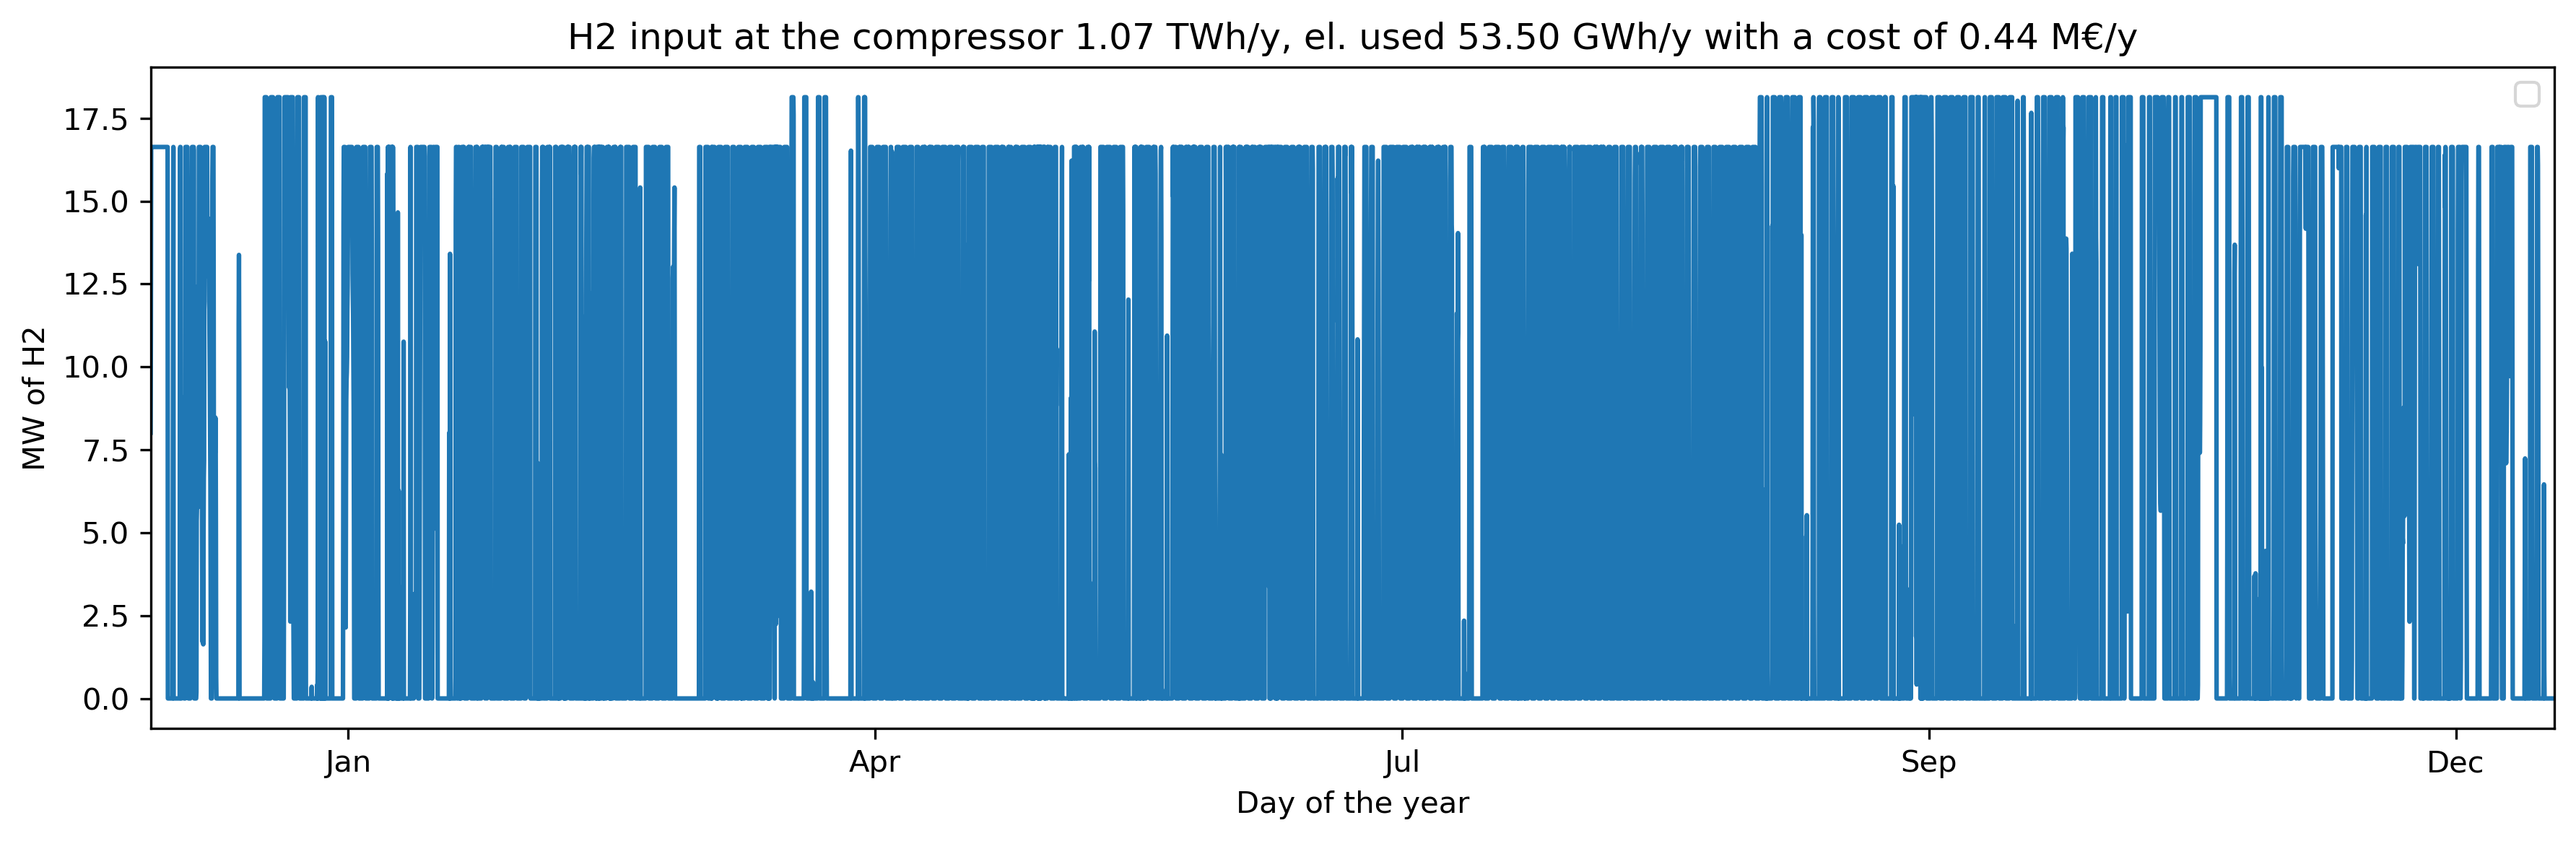 H2 input at the compressor 1.07 TWh/y, el. used 53.50 GWh/y with a cost of 0.44 M€/y
MW of H2
17.5
15.0
12.5
10.0
7.5
5.0
2.5
0.0
Jan
Apr
Jul
Sep
Dec
Day of the year